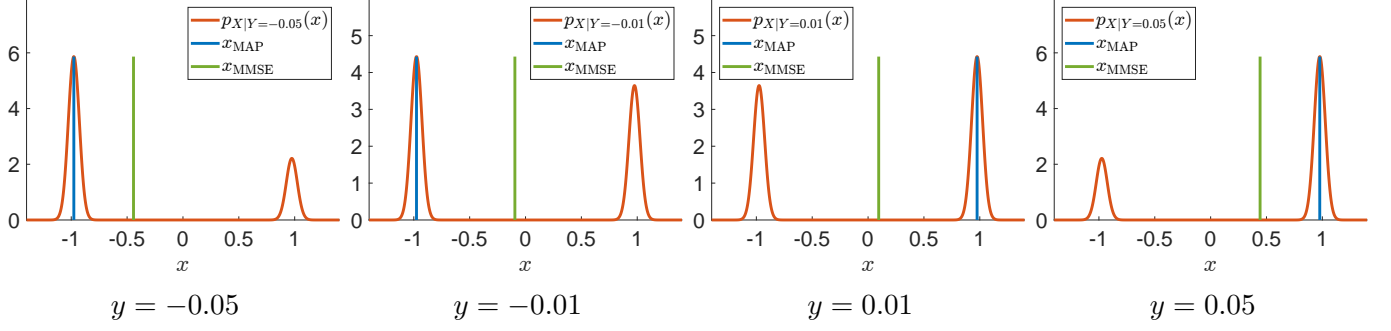 p_{X|Y=−0.05}(x)
x_MAP
x_MMSE
6
4
2
0
-1 -0.5 0 0.5 1
x
y = −0.05
p_{X|Y=−0.01}(x)
x_MAP
x_MMSE
5
4
3
2
1
0
-1 -0.5 0 0.5 1
x
y = −0.01
p_{X|Y=0.01}(x)
x_MAP
x_MMSE
5
4
3
2
1
0
-1 -0.5 0 0.5 1
x
y = 0.01
p_{X|Y=0.05}(x)
x_MAP
x_MMSE
6
4
2
0
-1 -0.5 0 0.5 1
x
y = 0.05